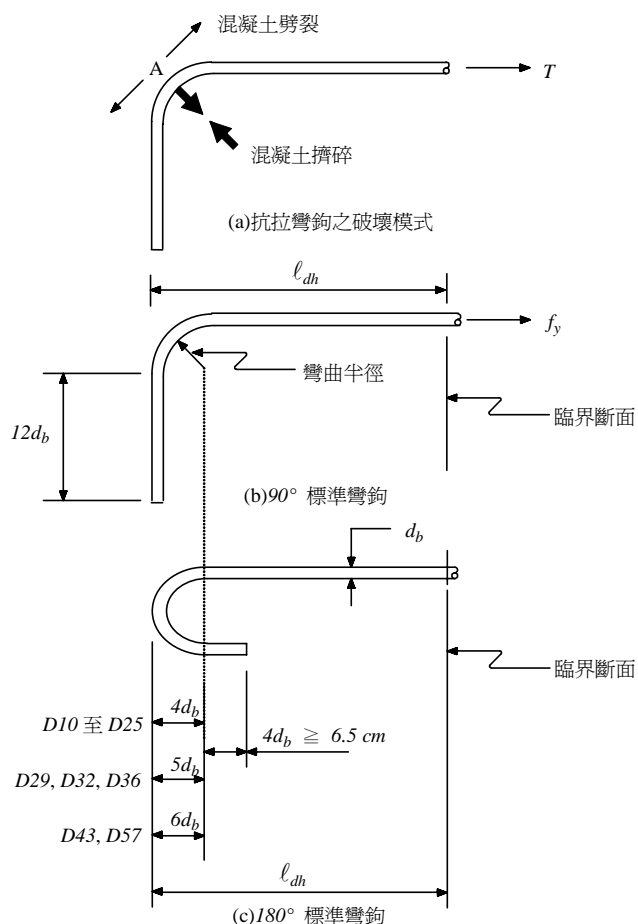 混凝土劈裂
A
T
混凝土擠碎
(a)抗拉彎鉤之破壞模式
ℓdh
fy
彎曲半徑
臨界斷面
12db
(b)90° 標準彎鉤
db
臨界斷面
4db
D10 至 D25
4db ≧ 6.5 cm
5db
D29, D32, D36
6db
D43, D57
ℓdh
(c)180° 標準彎鉤